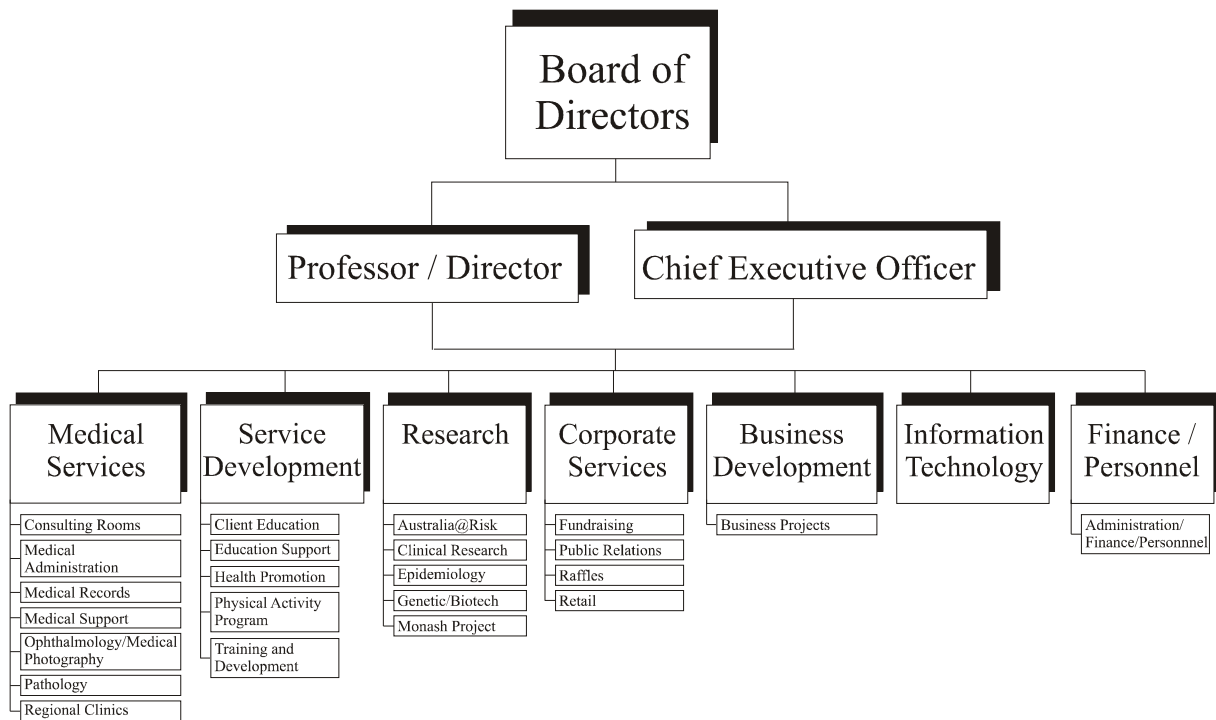 Board of
Directors
Professor / Director
Chief Executive Officer
Medical
Services
Consulting Rooms
Medical
Administration
Medical Records
Medical Support
Ophthalmology/Medical
Photography
Pathology
Regional Clinics
Service
Development
Client Education
Education Support
Health Promotion
Physical Activity
Program
Training and
Development
Research
Australia@Risk
Clinical Research
Epidemiology
Genetic/Biotech
Monash Project
Corporate
Services
Fundraising
Public Relations
Raffles
Retail
Business
Development
Business Projects
Information
Technology
Finance /
Personnel
Administration/
Finance/Personnnel